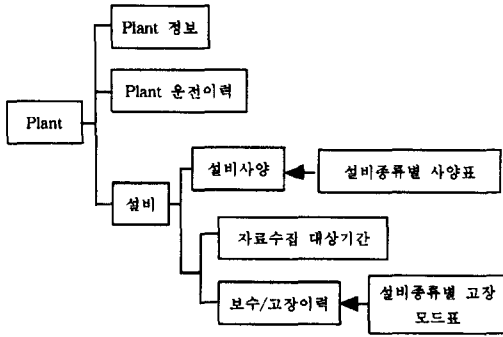 Plant 정보
Plant 운전이력
Plant
설비사양
설비종류별 사양표
설비
자료수집 대상기간
보수/고장이력
설비종류별 고장
모드표